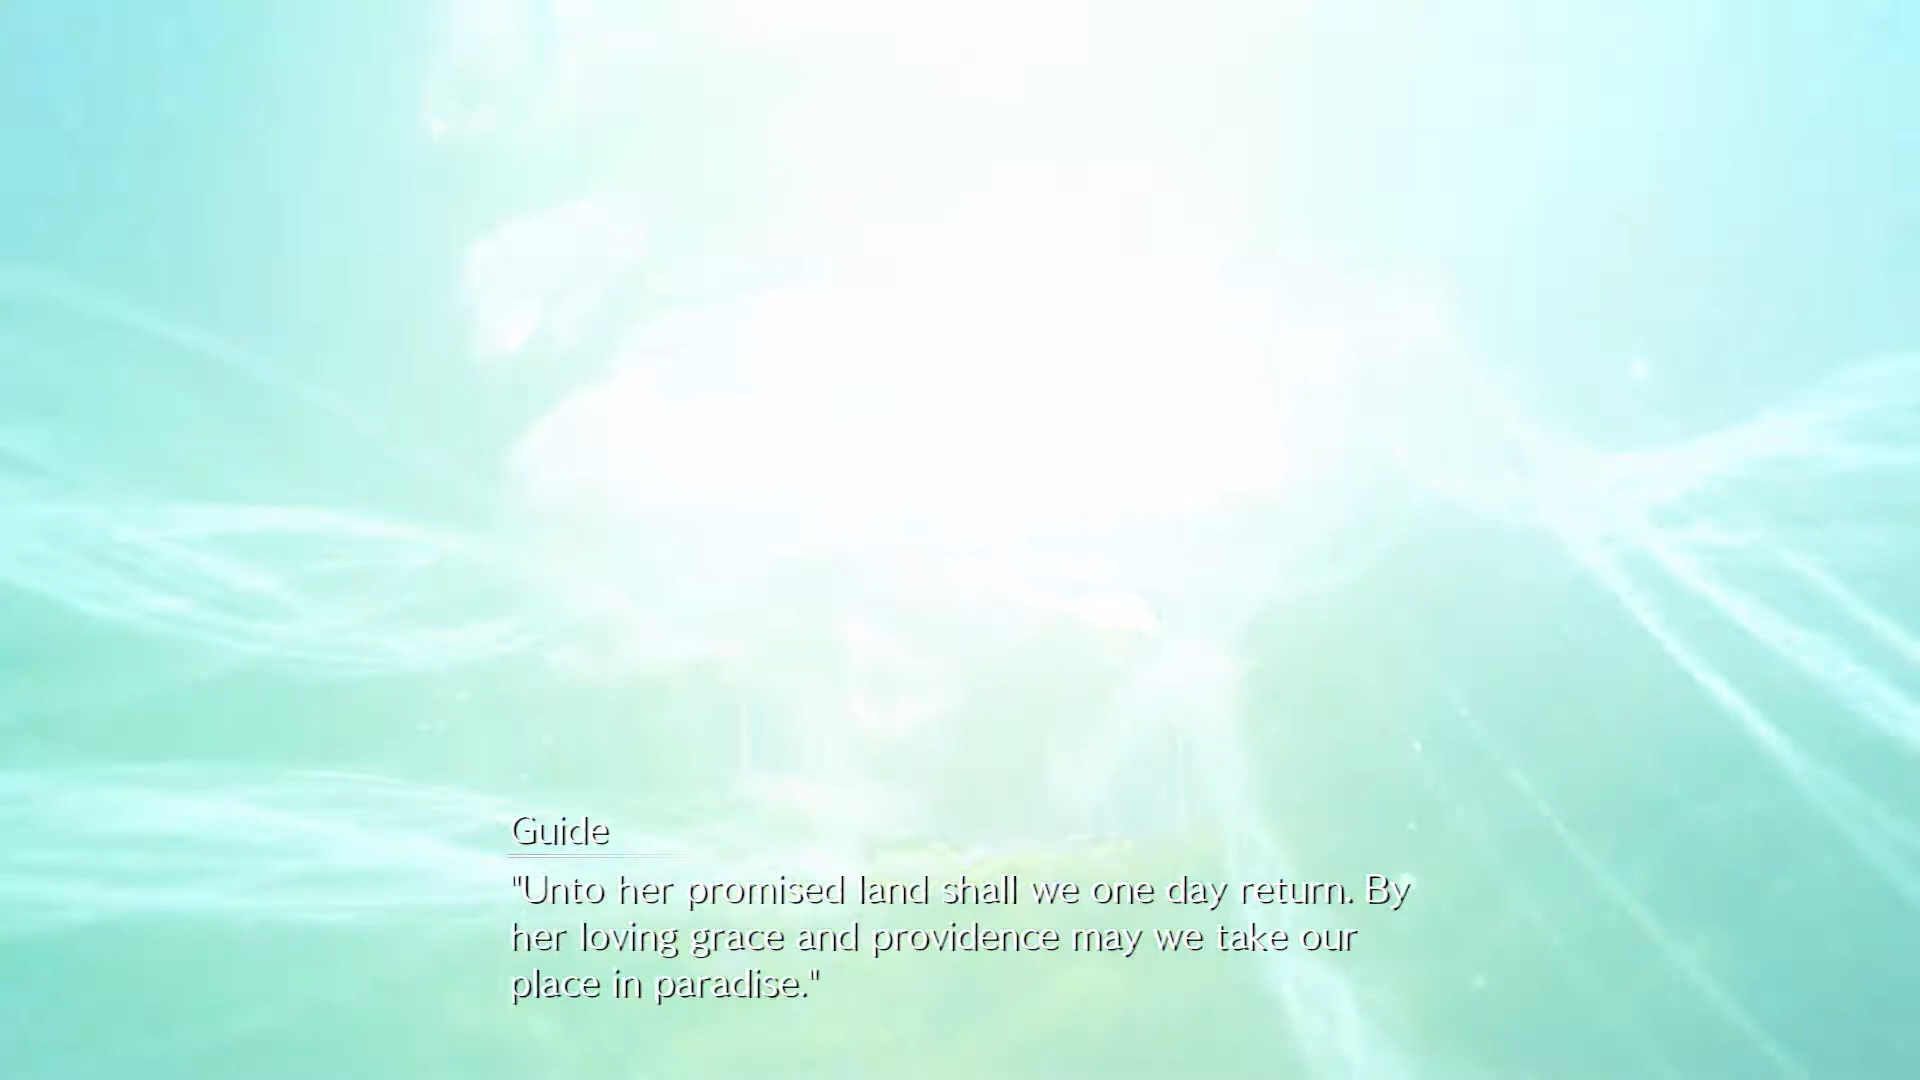 Guide
"Unto her promised land shall we one day return. By
her loving grace and providence may we take our
place in paradise."